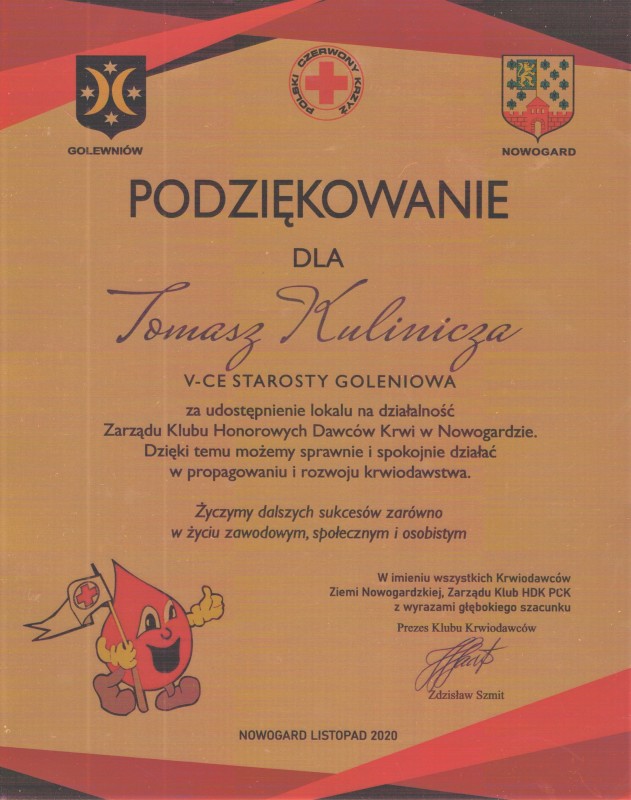 POLSKI CZERWONY KRZYŻ
GOLEWNIÓW
NOWOGARD
PODZIĘKOWANIE
DLA
Tomasz Kulinicza
V-CE STAROSTY GOLENIOWA
za udostępnienie lokalu na działalność
Zarządu Klubu Honorowych Dawców Krwi w Nowogardzie.
Dzięki temu możemy sprawnie i spokojnie działać
w propagowaniu i rozwoju krwiodawstwa.
Życzymy dalszych sukcesów zarówno
w życiu zawodowym, społecznym i osobistym
W imieniu wszystkich Krwiodawców
Ziemi Nowogardzkiej, Zarządu Klub HDK PCK
z wyrazami głębokiego szacunku
Prezes Klubu Krwiodawców
Zdzisław Szmit
NOWOGARD LISTOPAD 2020